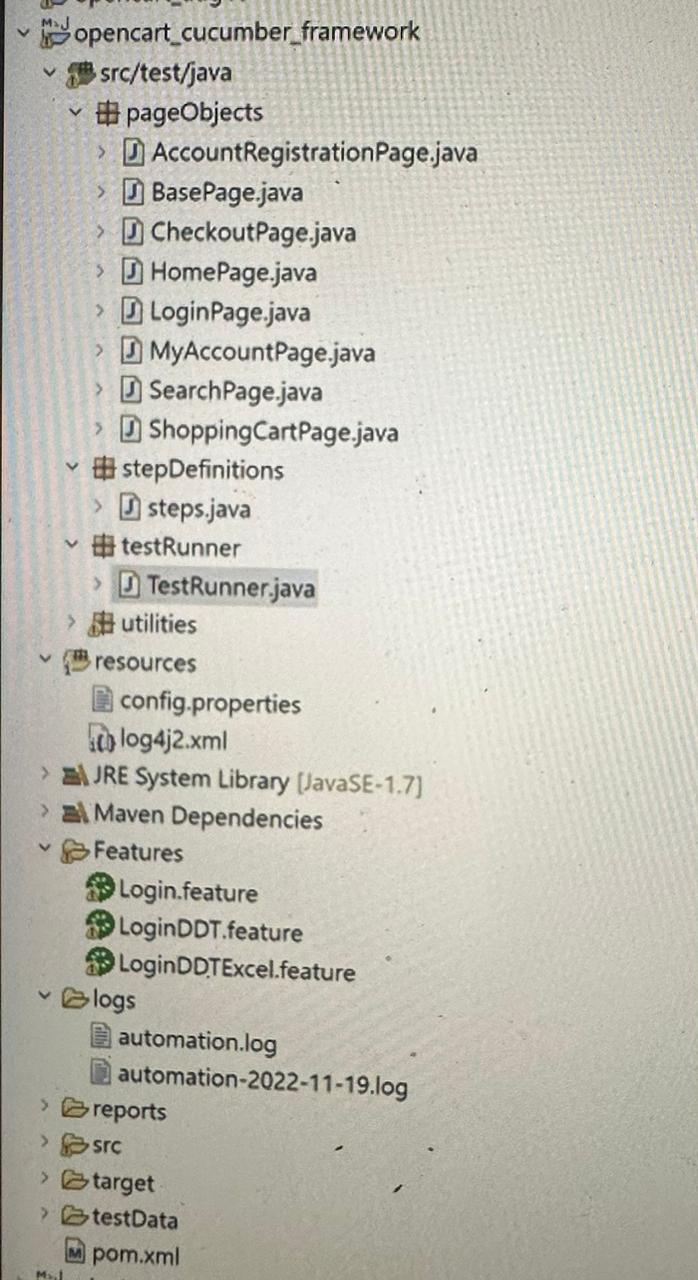 opencart_cucumber_framework
src/test/java
pageObjects
AccountRegistrationPage.java
BasePage.java
CheckoutPage.java
HomePage.java
LoginPage.java
MyAccountPage.java
SearchPage.java
ShoppingCartPage.java
stepDefinitions
steps.java
testRunner
TestRunner.java
utilities
resources
config.properties
log4j2.xml
JRE System Library [JavaSE-1.7]
Maven Dependencies
Features
Login.feature
LoginDDT.feature
LoginDDTExcel.feature
logs
automation.log
automation-2022-11-19.log
reports
src
target
testData
pom.xml